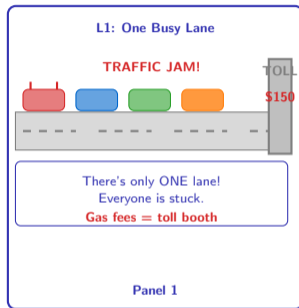 L1: One Busy Lane
TRAFFIC JAM!
TOLL
$150
There's only ONE lane!
Everyone is stuck.
Gas fees = toll booth
Panel 1